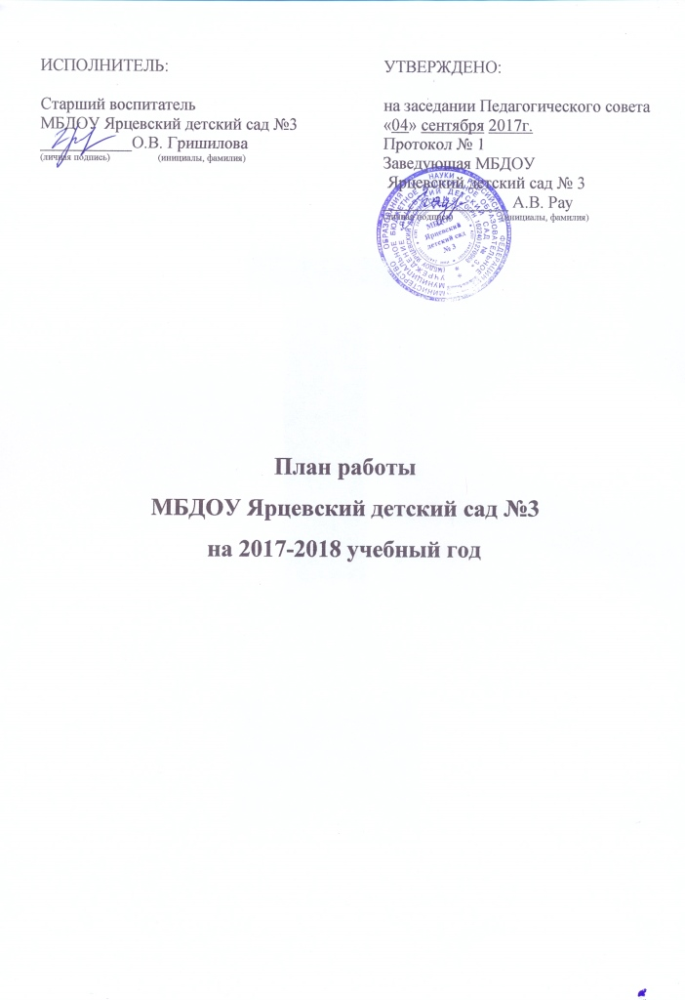 ИСПОЛНИТЕЛЬ:
Старший воспитатель
МБДОУ Ярцевский детский сад №3
____________О.В. Гришилова
(личная подпись) (инициалы, фамилия)
УТВЕРЖДЕНО:
на заседании Педагогического совета
«04» сентября 2017г.
Протокол № 1
Заведующая МБДОУ
Ярцевский детский сад № 3
А.В. Рау
(личная подпись) (инициалы, фамилия)
МБДОУ
Ярцевский
детский сад
№ 3
План работы
МБДОУ Ярцевский детский сад №3
на 2017-2018 учебный год